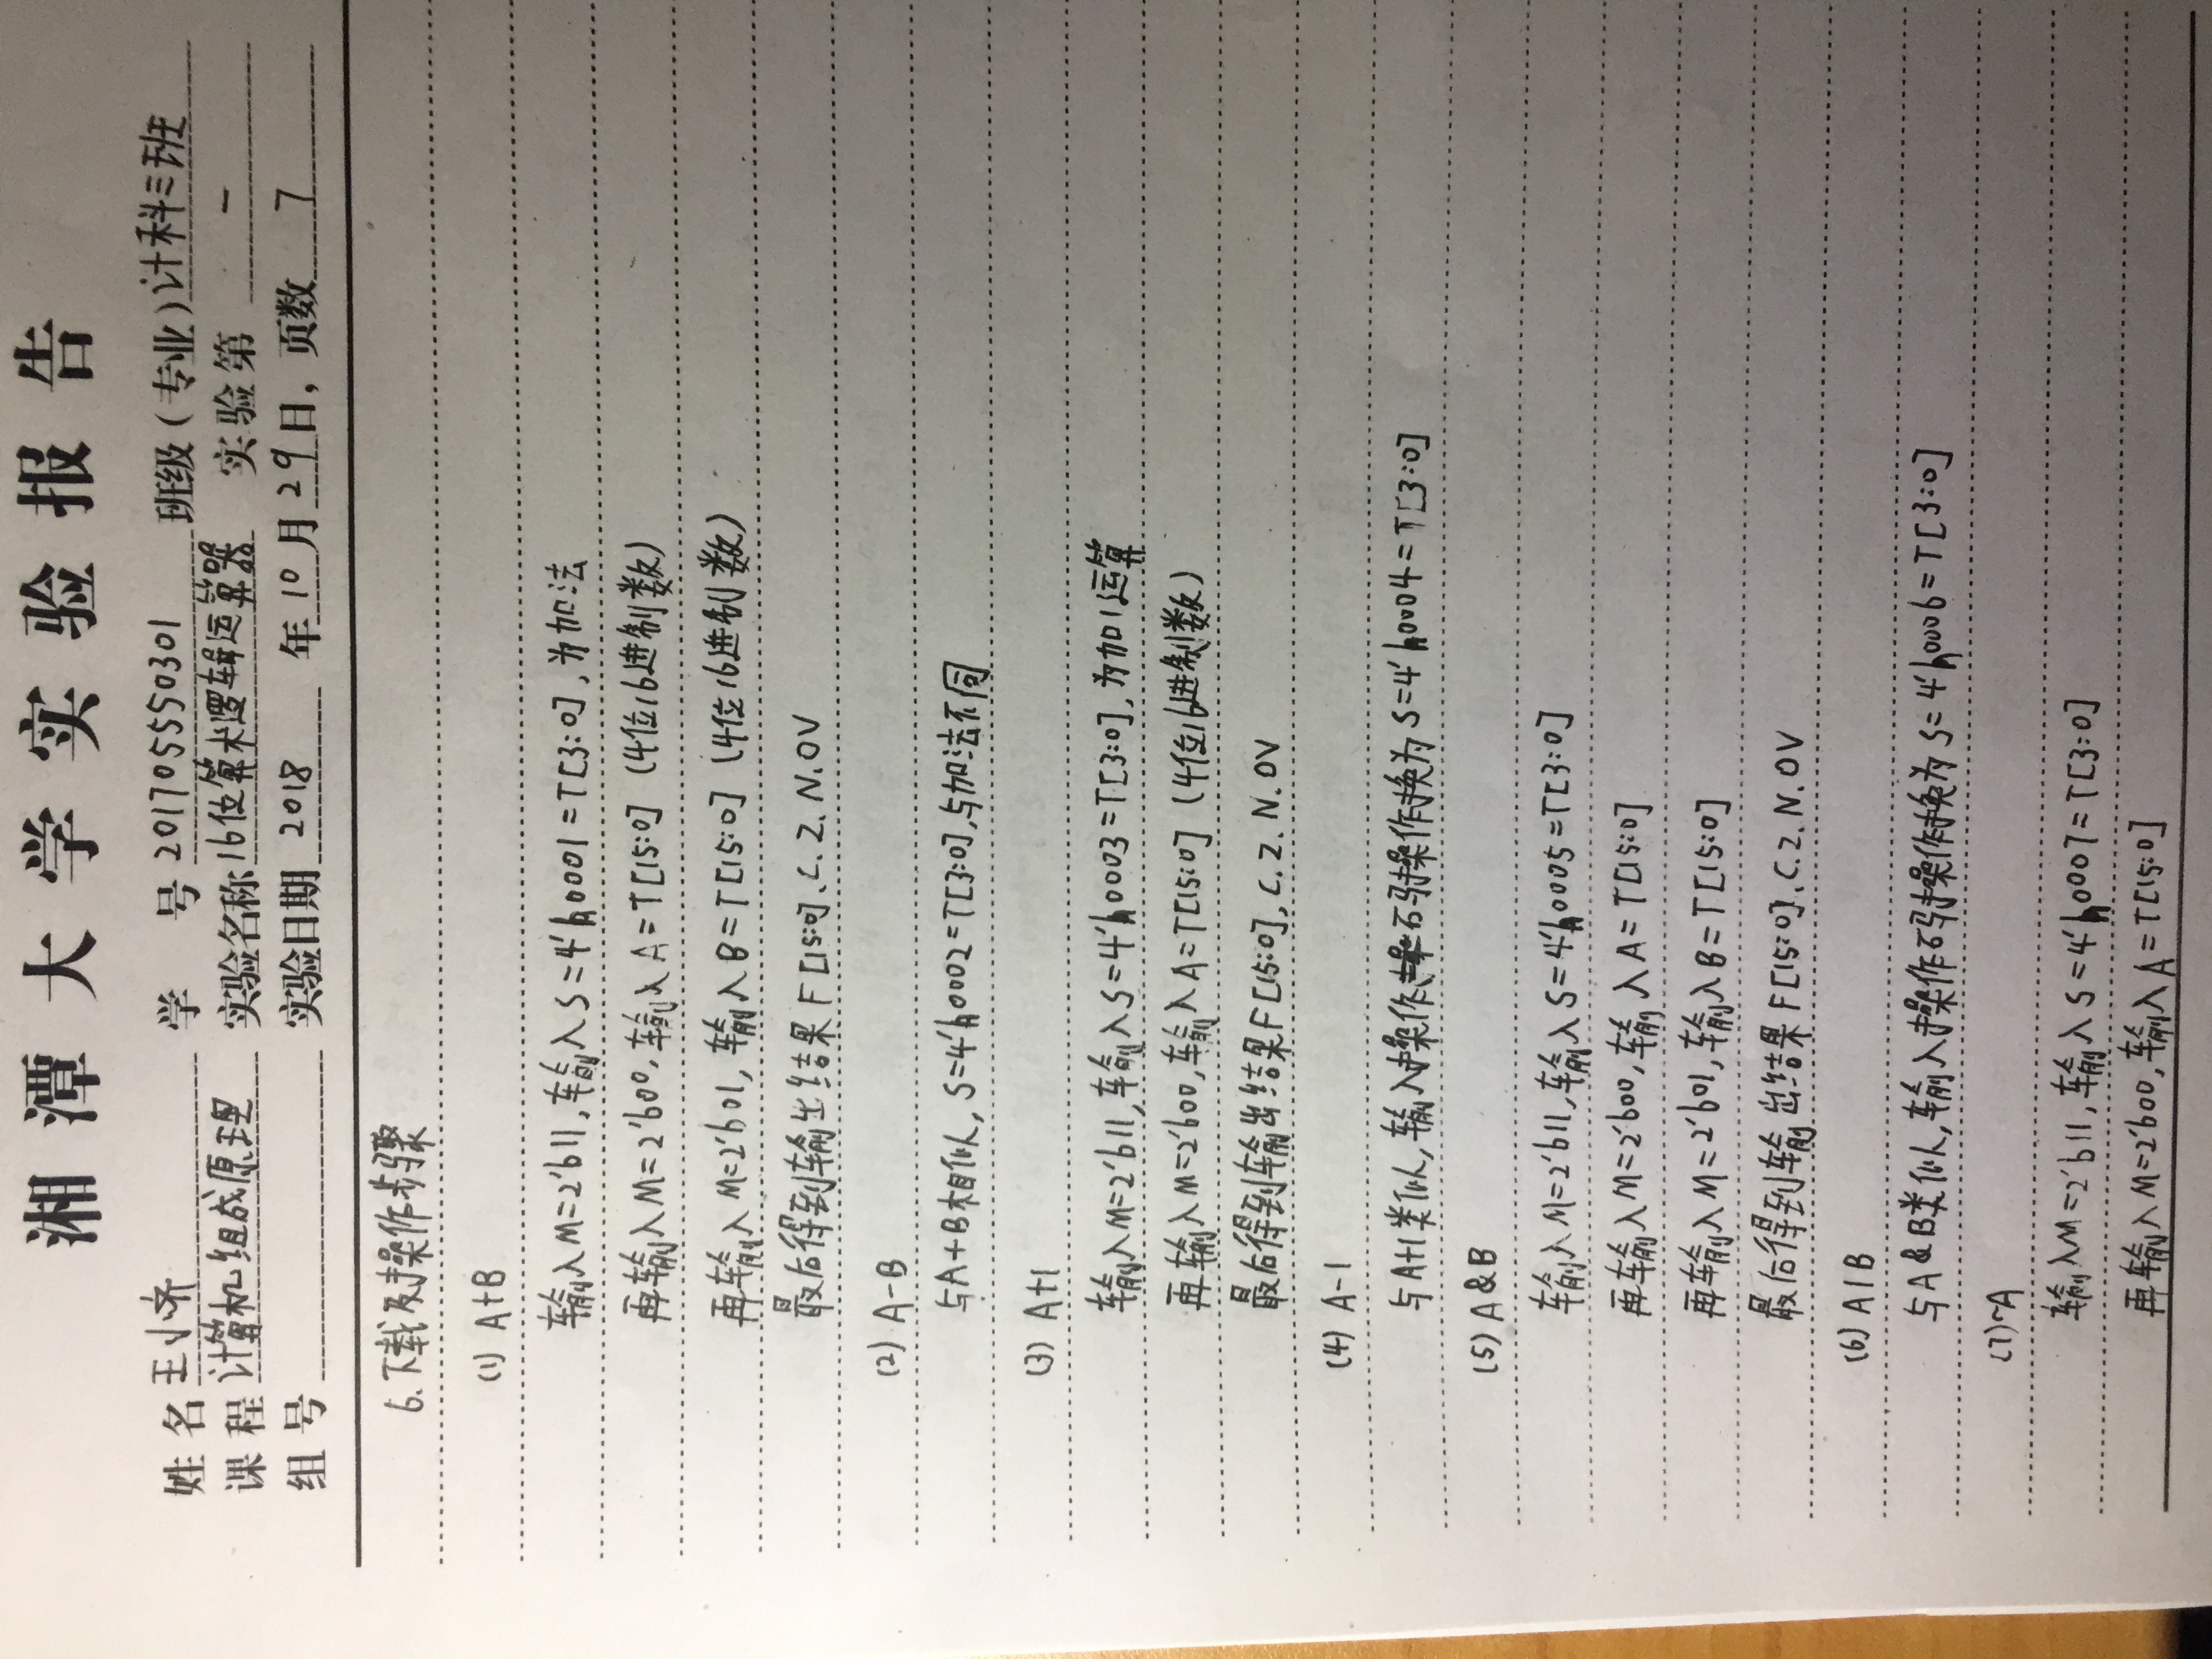 湘潭大学实验报告
姓名 王小济 学号 201705550301 班级(专业) 计科三班
课程 计算机组成原理 实验名称 16位算术逻辑运算器 实验第 一
组号 实验日期 2018 年 10 月 29 日, 页数 7
6. 下载及操作步骤
(1) A+B
输入M=2'b11, 输入S=4'h0001=T[3:0], 为加法
再输入M=2'b00, 输入A=T[15:0] (4位16进制数)
再输入M=2'b01, 输入B=T[15:0] (4位16进制数)
最后得到输出结果F[15:0]、C、Z、N、OV
(2) A-B
与A+B相似, S=4'h0002=T[3:0], 与加法不同
(3) A+1
输入M=2'b11, 输入S=4'h0003=T[3:0], 为加1运算
再输入M=2'b00, 输入A=T[15:0] (4位16进制数)
最后得到输出结果F[15:0], C、Z、N、OV
(4) A-1
与A+1类似, 输入操作码操作换为S=4'h0004=T[3:0]
(5) A&B
输入M=2'b11, 输入S=4'h0005=T[3:0]
再输入M=2'b00, 输入A=T[15:0]
再输入M=2'b01, 输入B=T[15:0]
最后得到输出结果F[15:0]、C、Z、N、OV
(6) A|B
与A&B类似, 输入操作码操作换为S=4'h0006=T[3:0]
(7) ~A
输入M=2'b11, 输入S=4'h0007=T[3:0]
再输入M=2'b00, 输入A=T[15:0]